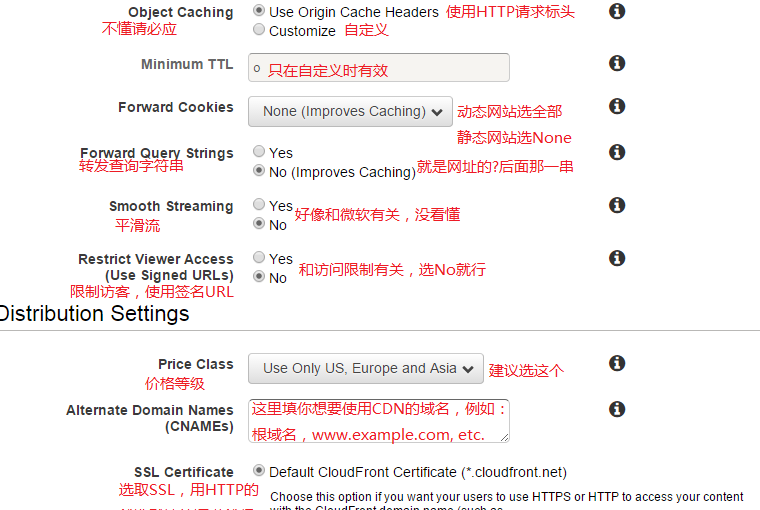 Object Caching Use Origin Cache Headers 使用HTTP请求标头
不懂请必应 Customize 自定义
Minimum TTL 0 只在自定义时有效
Forward Cookies None (Improves Caching) 动态网站选全部
静态网站选None
Forward Query Strings Yes
转发查询字符串 No (Improves Caching) 就是网址的?后面那一串
Smooth Streaming Yes 好像和微软有关，没看懂
平滑流 No
Restrict Viewer Access Yes
(Use Signed URLs) No 和访问限制有关，选No就行
限制访客，使用签名URL
Distribution Settings
Price Class Use Only US, Europe and Asia 建议选这个
价格等级
Alternate Domain Names 这里填你想要使用CDN的域名，例如：
(CNAMEs) 根域名，www.example.com, etc.
SSL Certificate Default CloudFront Certificate (*.cloudfront.net)
选取SSL，用HTTP的 Choose this option if you want your users to use HTTPS or HTTP to access your content
with the CloudFront domain name (such as